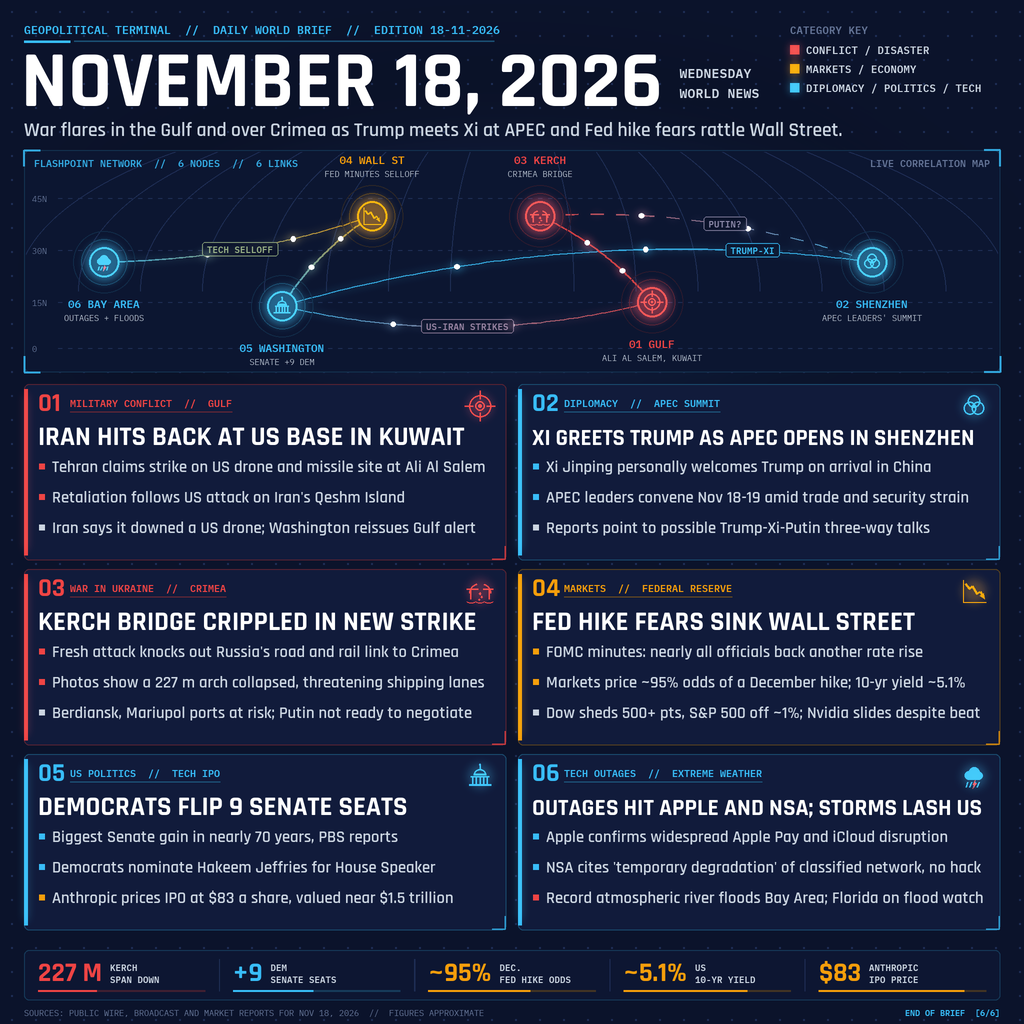 GEOPOLITICAL TERMINAL // DAILY WORLD BRIEF // EDITION 18-11-2026
NOVEMBER 18, 2026
WEDNESDAY
WORLD NEWS
CATEGORY KEY
CONFLICT / DISASTER
MARKETS / ECONOMY
DIPLOMACY / POLITICS / TECH
War flares in the Gulf and over Crimea as Trump meets Xi at APEC and Fed hike fears rattle Wall Street.
FLASHPOINT NETWORK // 6 NODES // 6 LINKS
LIVE CORRELATION MAP
04 WALL ST
FED MINUTES SELLOFF
03 KERCH
CRIMEA BRIDGE
45N
30N
15N
0
TECH SELLOFF
PUTIN?
TRUMP-XI
US-IRAN STRIKES
06 BAY AREA
OUTAGES + FLOODS
02 SHENZHEN
APEC LEADERS' SUMMIT
05 WASHINGTON
SENATE +9 DEM
01 GULF
ALI AL SALEM, KUWAIT
01 MILITARY CONFLICT // GULF
IRAN HITS BACK AT US BASE IN KUWAIT
Tehran claims strike on US drone and missile site at Ali Al Salem
Retaliation follows US attack on Iran's Qeshm Island
Iran says it downed a US drone; Washington reissues Gulf alert
02 DIPLOMACY // APEC SUMMIT
XI GREETS TRUMP AS APEC OPENS IN SHENZHEN
Xi Jinping personally welcomes Trump on arrival in China
APEC leaders convene Nov 18-19 amid trade and security strain
Reports point to possible Trump-Xi-Putin three-way talks
03 WAR IN UKRAINE // CRIMEA
KERCH BRIDGE CRIPPLED IN NEW STRIKE
Fresh attack knocks out Russia's road and rail link to Crimea
Photos show a 227 m arch collapsed, threatening shipping lanes
Berdiansk, Mariupol ports at risk; Putin not ready to negotiate
04 MARKETS // FEDERAL RESERVE
FED HIKE FEARS SINK WALL STREET
FOMC minutes: nearly all officials back another rate rise
Markets price ~95% odds of a December hike; 10-yr yield ~5.1%
Dow sheds 500+ pts, S&P 500 off ~1%; Nvidia slides despite beat
05 US POLITICS // TECH IPO
DEMOCRATS FLIP 9 SENATE SEATS
Biggest Senate gain in nearly 70 years, PBS reports
Democrats nominate Hakeem Jeffries for House Speaker
Anthropic prices IPO at $83 a share, valued near $1.5 trillion
06 TECH OUTAGES // EXTREME WEATHER
OUTAGES HIT APPLE AND NSA; STORMS LASH US
Apple confirms widespread Apple Pay and iCloud disruption
NSA cites 'temporary degradation' of classified network, no hack
Record atmospheric river floods Bay Area; Florida on flood watch
227 M
KERCH
SPAN DOWN
+9
DEM
SENATE SEATS
~95%
DEC.
FED HIKE ODDS
~5.1%
US
10-YR YIELD
$83
ANTHROPIC
IPO PRICE
SOURCES: PUBLIC WIRE, BROADCAST AND MARKET REPORTS FOR NOV 18, 2026 // FIGURES APPROXIMATE
END OF BRIEF [6/6]